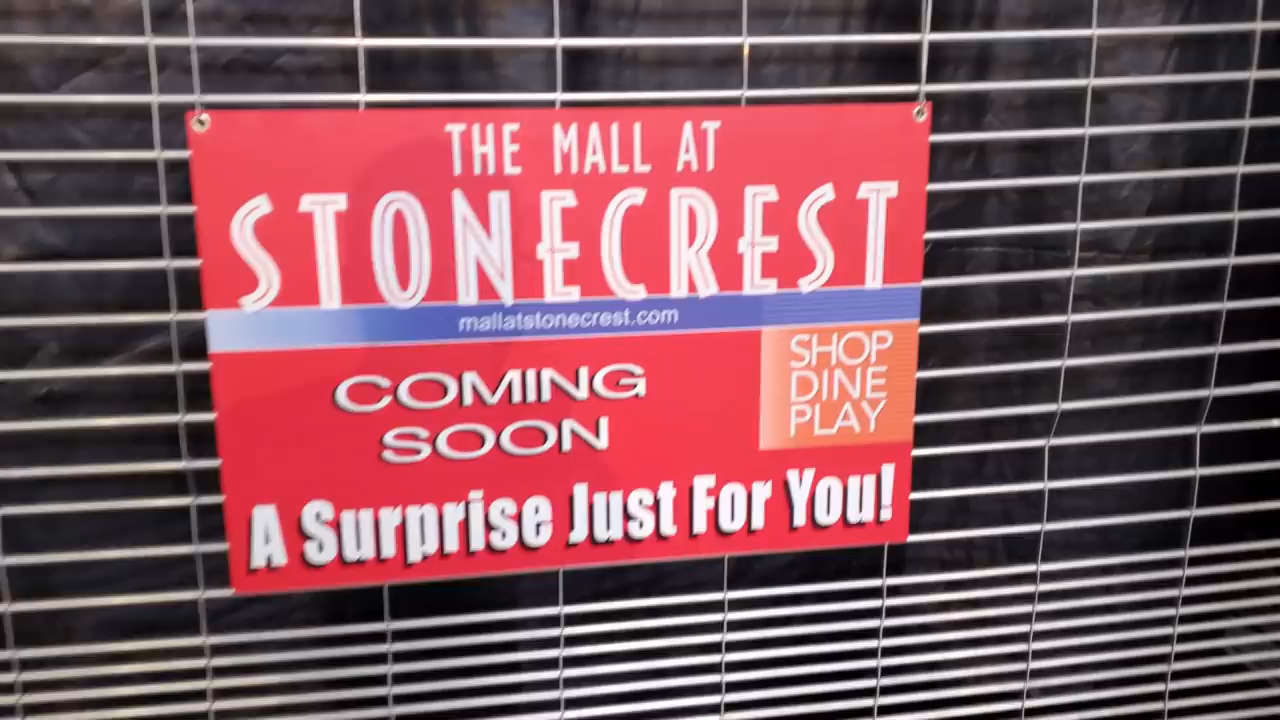 THE MALL AT
STONECREST
mallatstonecrest.com
COMING
SOON
SHOP
DINE
PLAY
A Surprise Just For You!